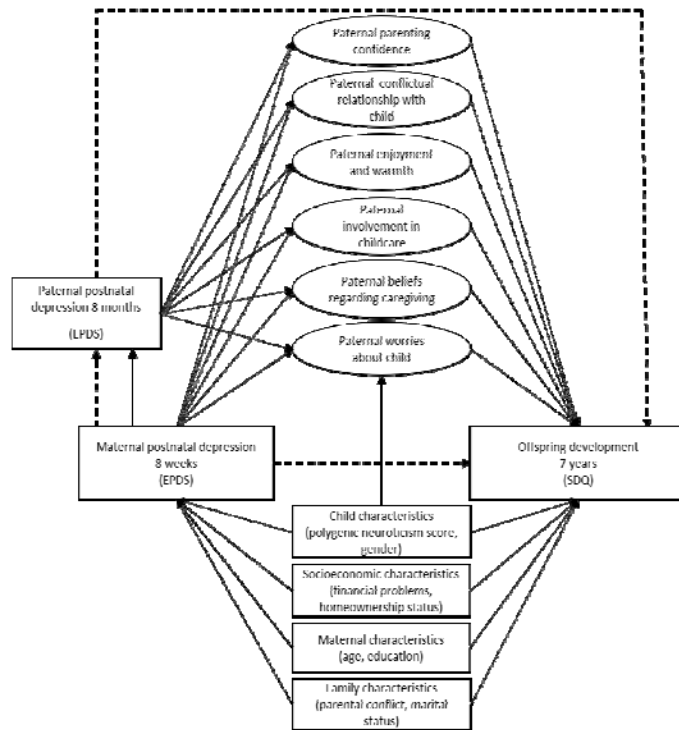 Paternal parenting
confidence
Paternal conflictual
relationship with
child
Paternal enjoyment
and warmth
Paternal
involvement in
childcare
Paternal beliefs
regarding caregiving
Paternal worries
about child
Paternal postnatal
depression 8 months
(EPDS)
Maternal postnatal depression
8 weeks
(EPDS)
Offspring development
7 years
(SDQ)
Child characteristics
(polygenic neuroticism score,
gender)
Socioeconomic characteristics
(financial problems,
homeownership status)
Maternal characteristics
(age, education)
Family characteristics
(parental conflict, marital
status)